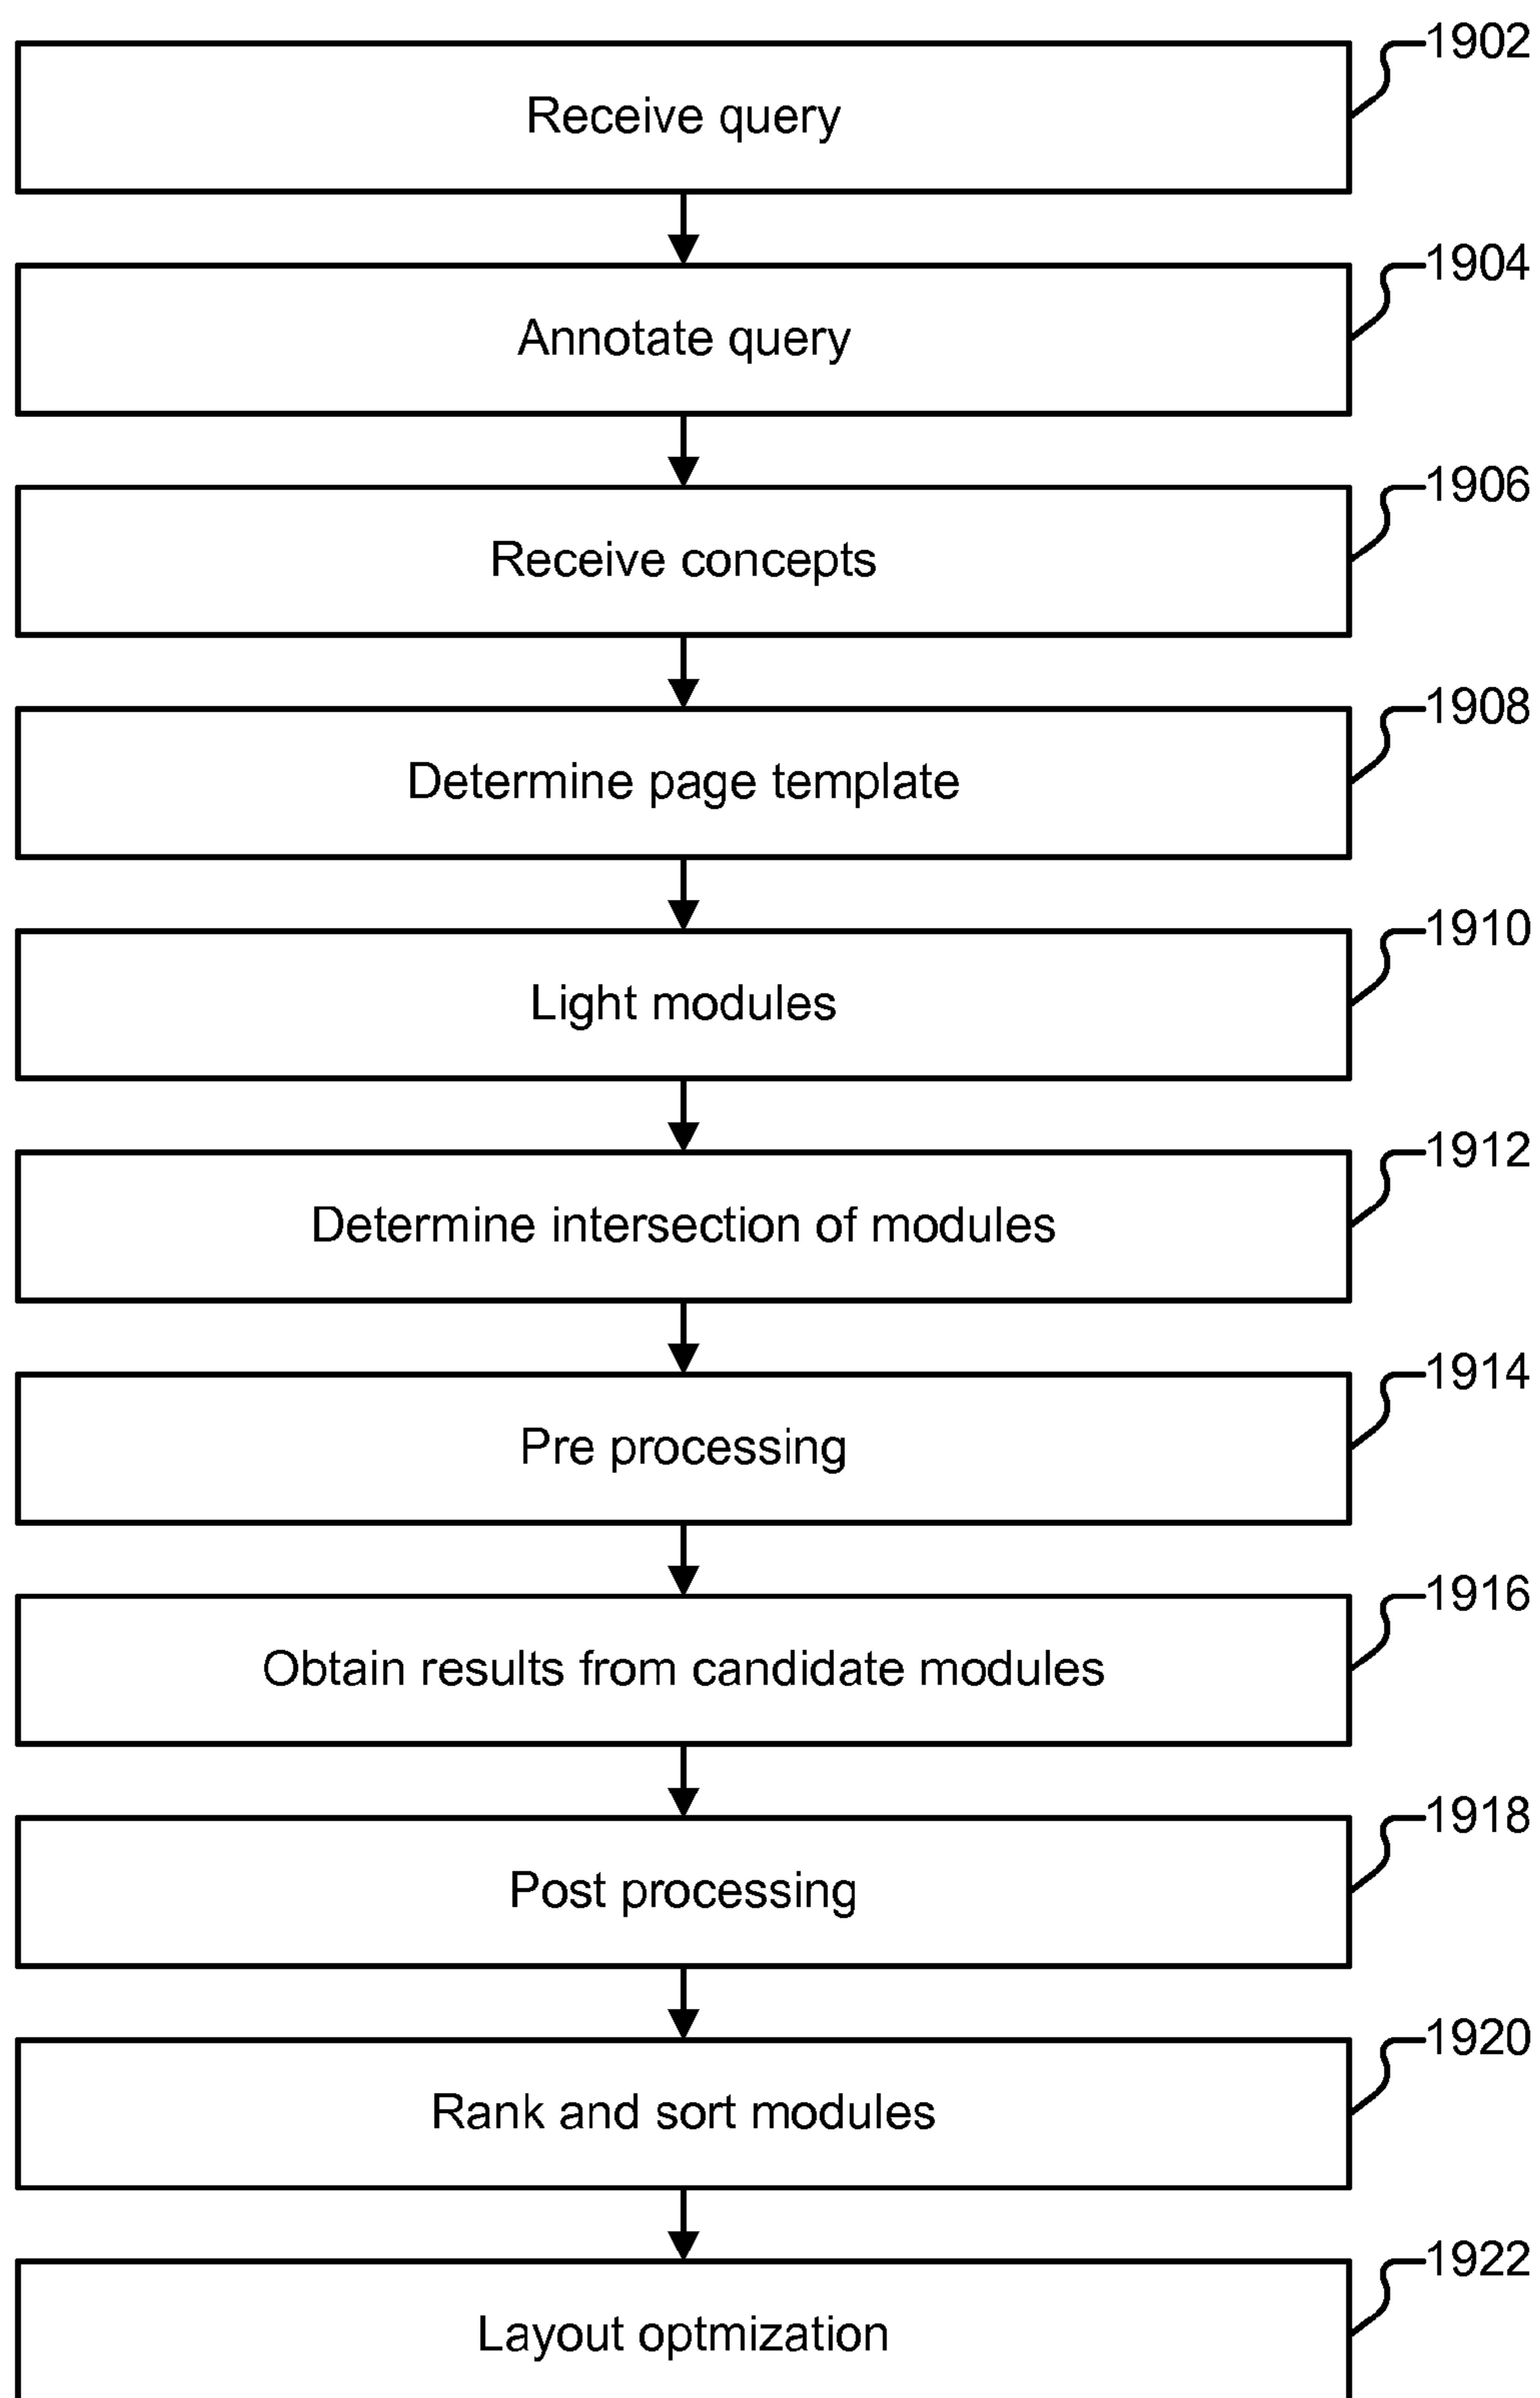 1902
Receive query
1904
Annotate query
1906
Receive concepts
1908
Determine page template
1910
Light modules
1912
Determine intersection of modules
1914
Pre processing
1916
Obtain results from candidate modules
1918
Post processing
1920
Rank and sort modules
1922
Layout optmization